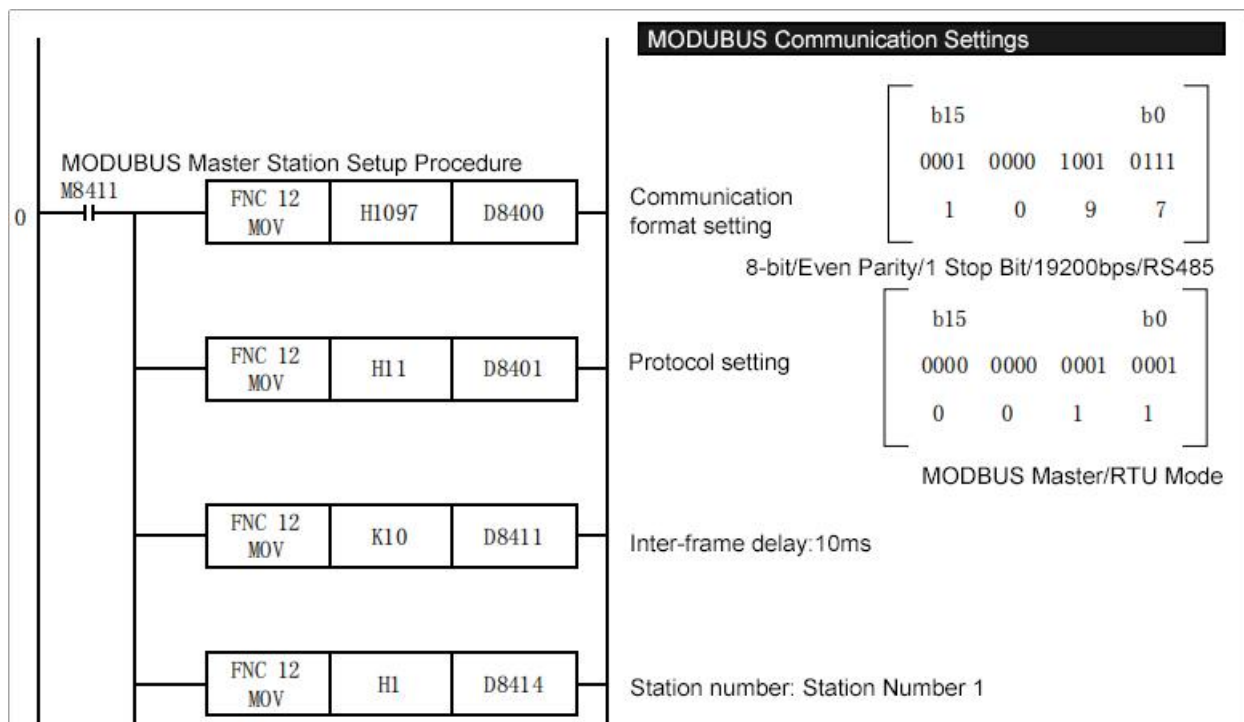 MODUBUS Communication Settings
b15 b0
0001 0000 1001 0111
1 0 9 7
MODUBUS Master Station Setup Procedure
M8411
0
FNC 12
MOV
H1097
D8400
Communication
format setting
8-bit/Even Parity/1 Stop Bit/19200bps/RS485
b15 b0
0000 0000 0001 0001
0 0 1 1
FNC 12
MOV
H11
D8401
Protocol setting
MODBUS Master/RTU Mode
FNC 12
MOV
K10
D8411
Inter-frame delay:10ms
FNC 12
MOV
H1
D8414
Station number: Station Number 1